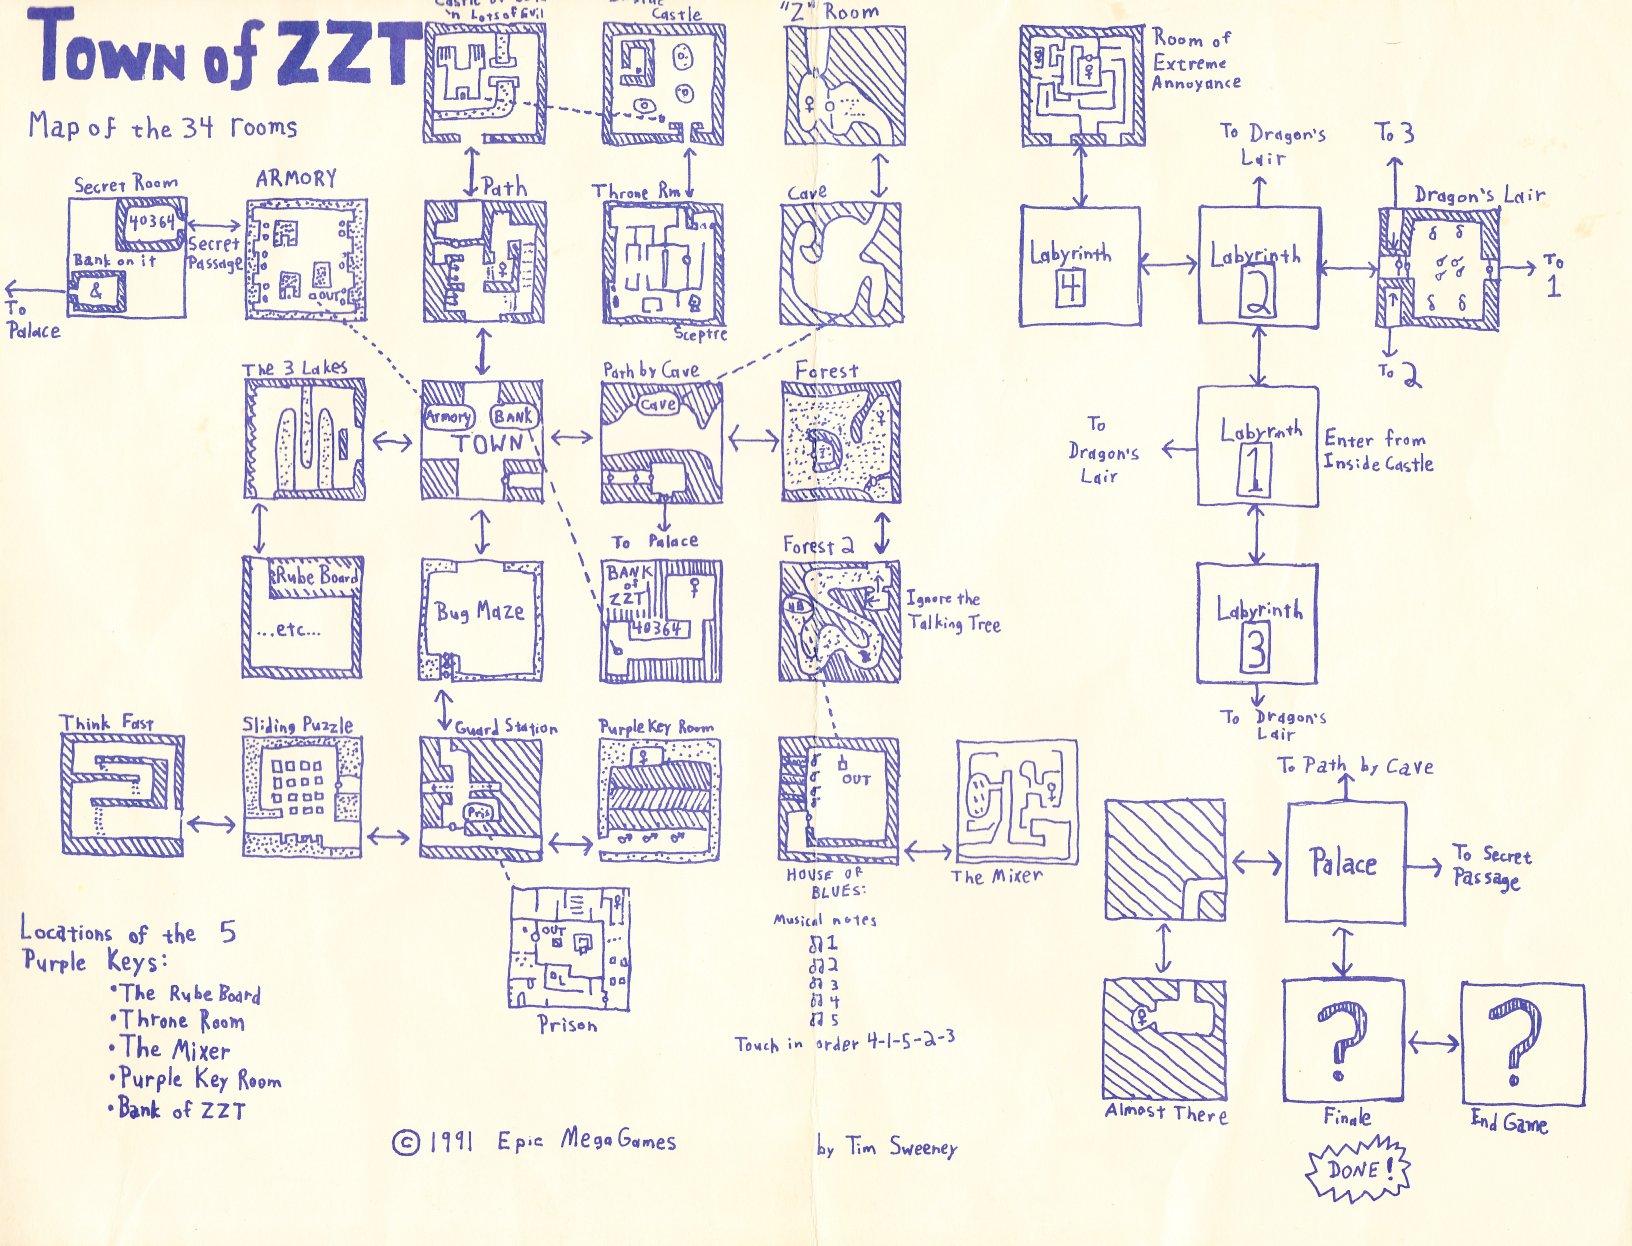 TOWN of ZZT
Map of the 34 rooms
'n Lots of Evil
Castle
"Z" Room
Room of
Extreme
Annoyance
To Dragon's
Lair
To 3
Secret Room
40364
Bank on it
&
To
Palace
Secret
Passage
ARMORY
OUT
Path
Throne Rm
Sceptre
Cave
Labyrinth
4
Labyrinth
2
Dragon's Lair
To
1
To 2
The 3 Lakes
Armory
BANK
TOWN
Path by Cave
Cave
To Palace
Forest
To
Dragon's
Lair
Labyrinth
1
Enter from
Inside Castle
Rube Board
...etc...
Bug Maze
BANK
of
ZZT
40364
Forest 2
HB
Ignore the
Talking Tree
Labyrinth
3
To Dragon's
Lair
Think Fast
Sliding Puzzle
Guard Station
Pris
Purple Key Room
OUT
HOUSE OF
BLUES:
The Mixer
To Path by Cave
Palace
To Secret
Passage
Musical notes
♫1
♫2
♫3
♫4
♫5
Touch in order 4-1-5-2-3
OUT
Prison
Locations of the 5
Purple Keys:
•The Rube Board
•Throne Room
•The Mixer
•Purple Key Room
•Bank of ZZT
Almost There
?
Finale
DONE!
?
End Game
© 1991 Epic MegaGames
by Tim Sweeney